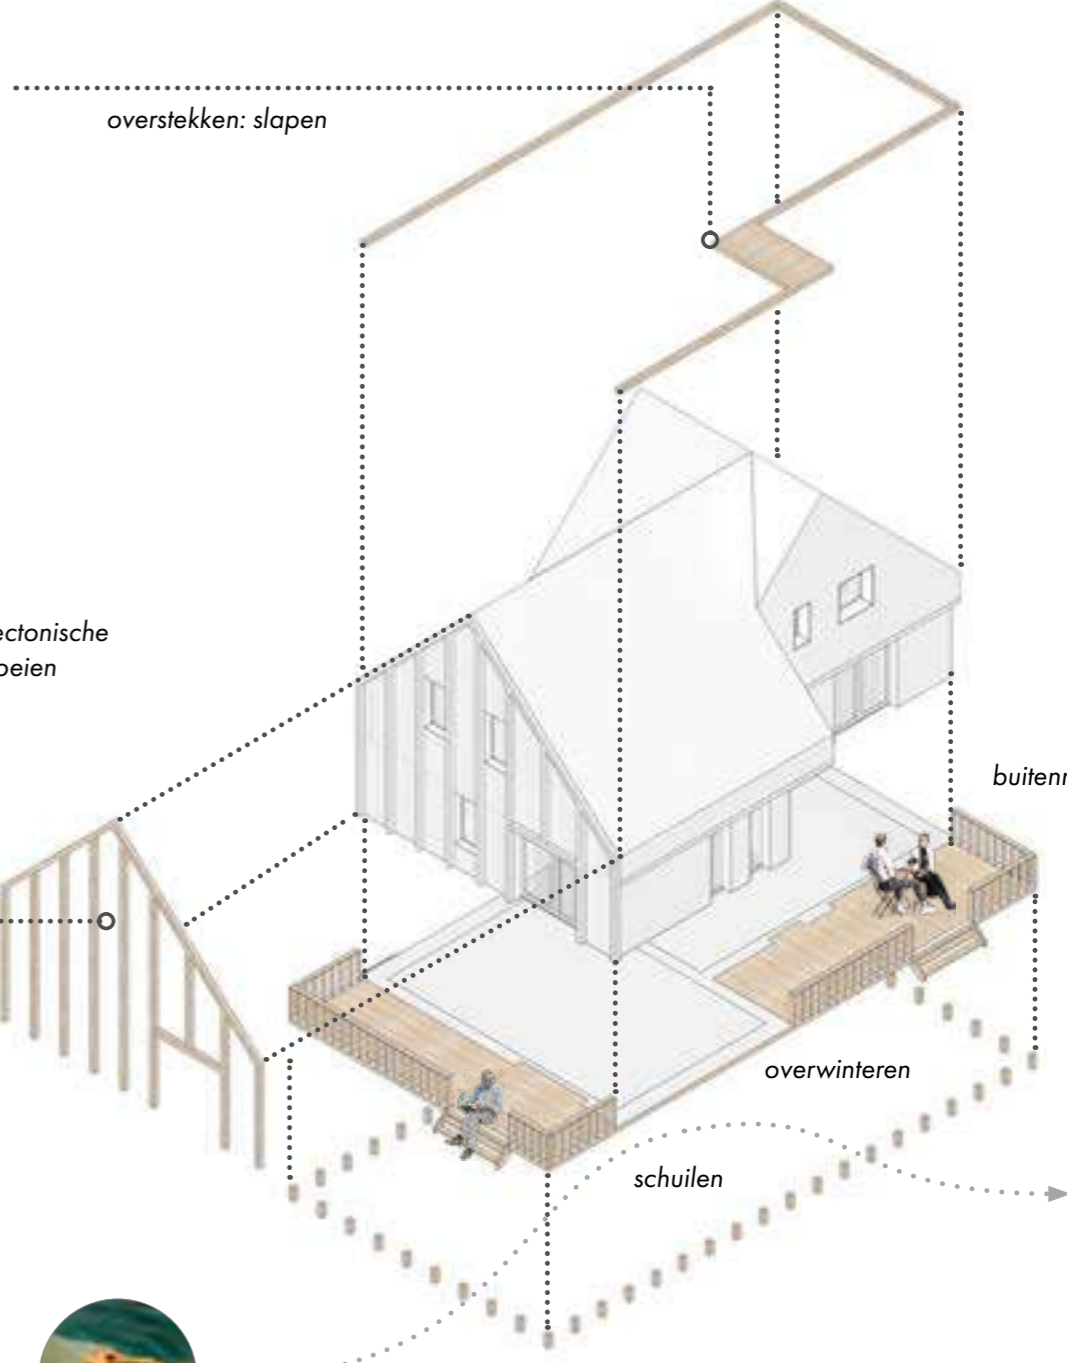 overstekken: slapen
ectonische
oeien
buitenr
overwinteren
schuilen